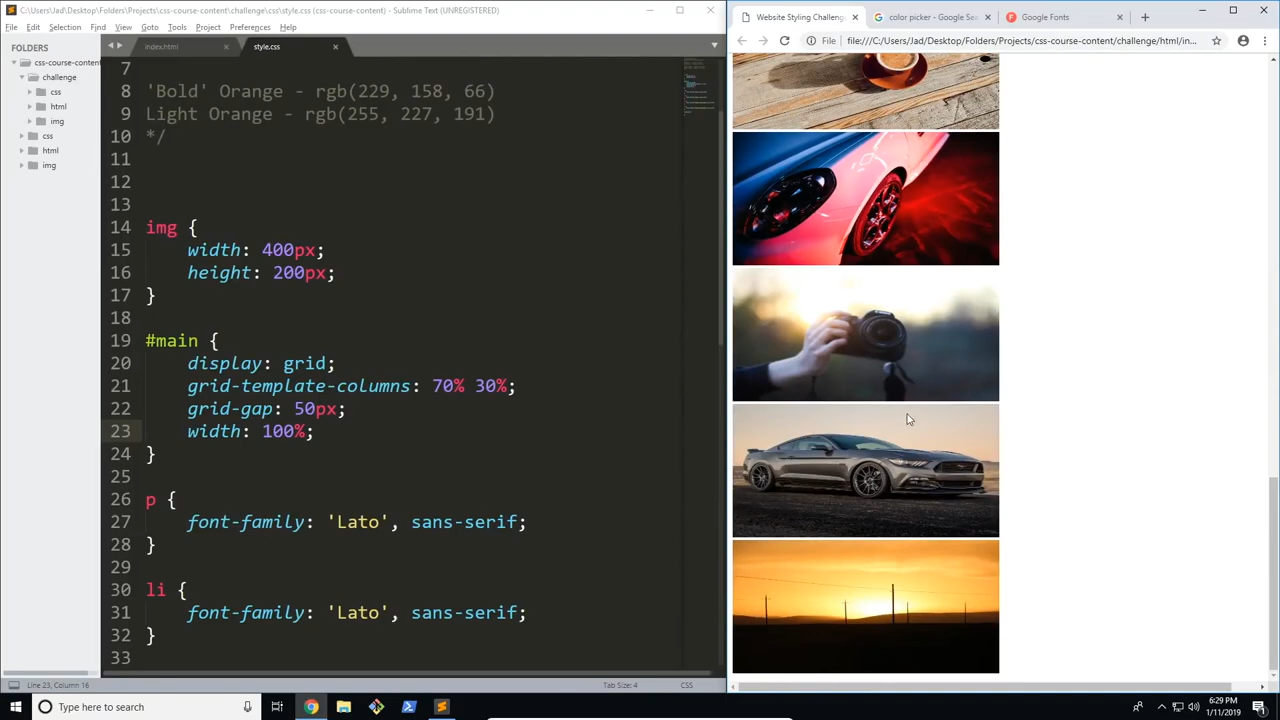 C:\Users\Jad\Desktop\Folders\Projects\css-course-content\challenge\css\style.css (css-course-content) - Sublime Text (UNREGISTERED)
File Edit Selection Find View Goto Tools Project Preferences Help
FOLDERS
css-course-content
challenge
css
html
img
css
html
img
index.html
style.css
7
8 'Bold' Orange - rgb(229, 158, 66)
9 Light Orange - rgb(255, 227, 191)
10 */
11
12
13
14 img {
15 width: 400px;
16 height: 200px;
17 }
18
19 #main {
20 display: grid;
21 grid-template-columns: 70% 30%;
22 grid-gap: 50px;
23 width: 100%;
24 }
25
26 p {
27 font-family: 'Lato', sans-serif;
28 }
29
30 li {
31 font-family: 'Lato', sans-serif;
32 }
33
Line 23, Column 16
Tab Size: 4
CSS
Website Styling Challeng
color picker - Google Sea
Google Fonts
File
file:///C:/Users/Jad/Desktop/Folders/Projects/css-course-content/challenge/html/in...
Type here to search
6:29 PM
1/11/2019